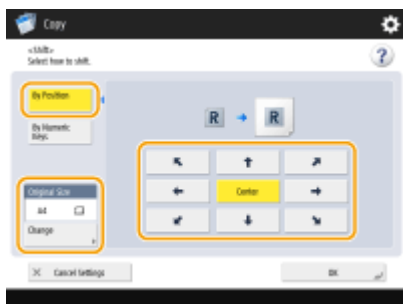 Copy
<Shift>
Select how to shift.
?
By Position
By Numeric
Keys
R
R
Center
Original Size
A4
Change
× Cancel Settings
OK